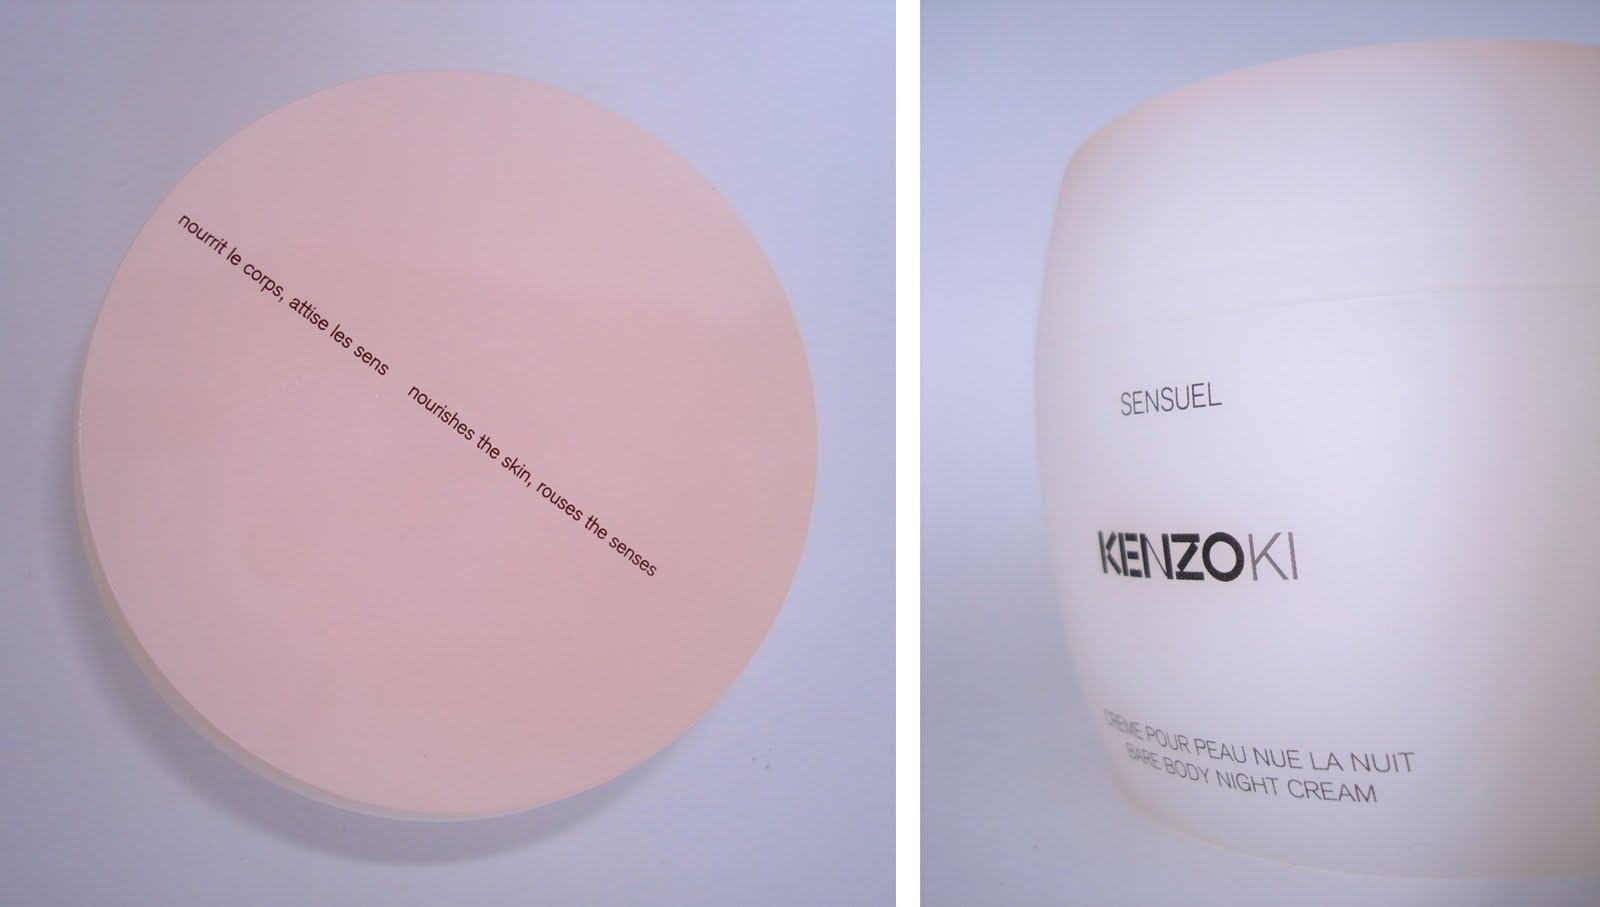 nourrit le corps, attise les sens nourishes the skin, rouses the senses
SENSUEL
KENZOKI
CREME POUR PEAU NUE LA NUIT
BARE BODY NIGHT CREAM